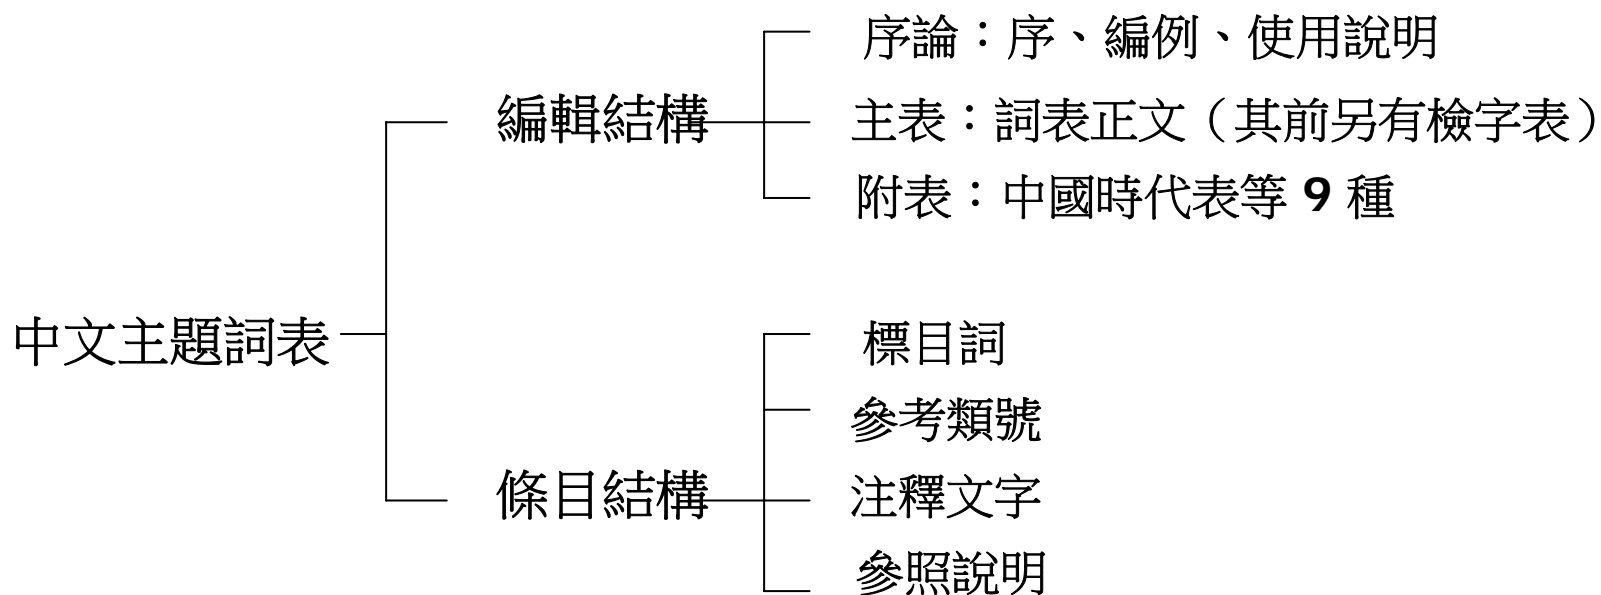 中文主題詞表
編輯結構
序論：序、編例、使用說明
主表：詞表正文（其前另有檢字表）
附表：中國時代表等 9 種
條目結構
標目詞
參考類號
注釋文字
參照說明